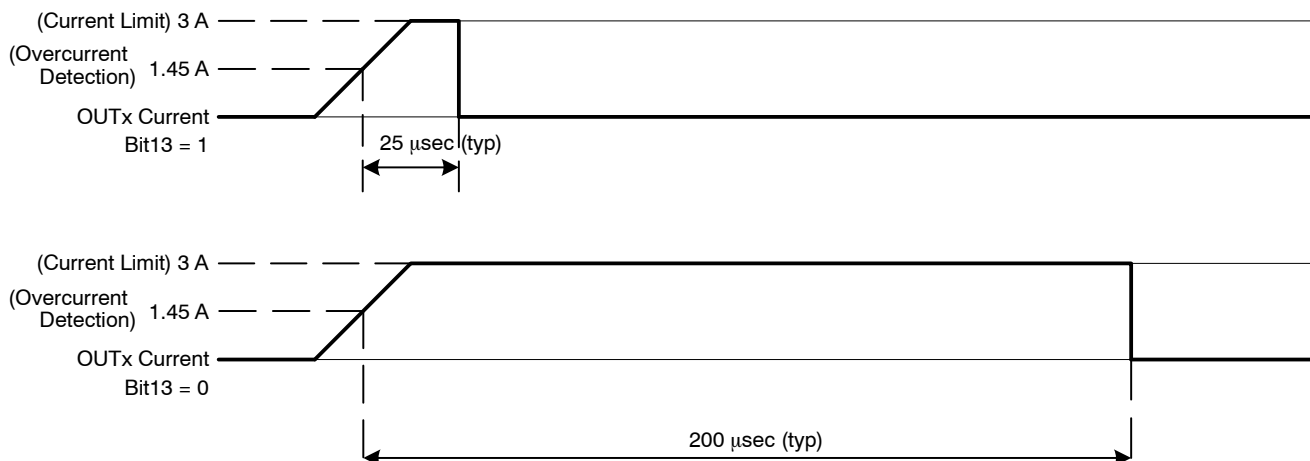 (Current Limit) 3 A
(Overcurrent
Detection) 1.45 A
OUTx Current
Bit13 = 1
25 μsec (typ)
(Current Limit) 3 A
(Overcurrent
Detection) 1.45 A
OUTx Current
Bit13 = 0
200 μsec (typ)